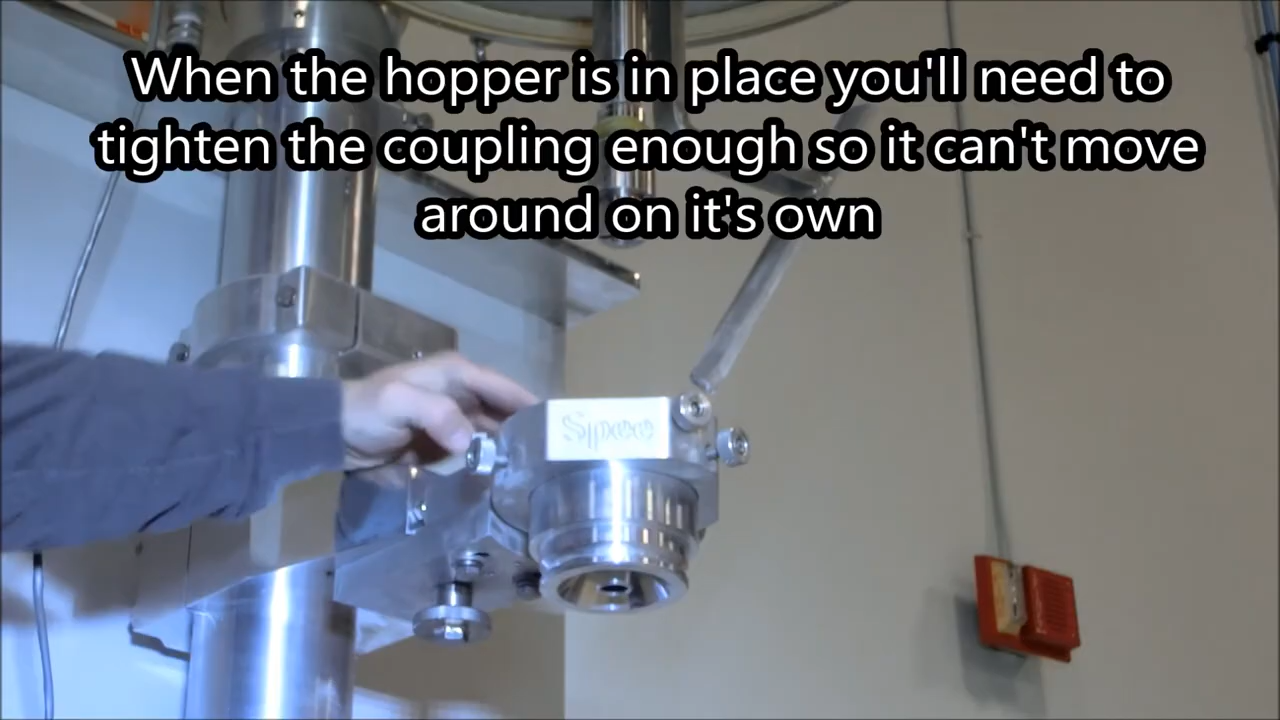 When the hopper is in place you'll need to
tighten the coupling enough so it can't move
around on it's own